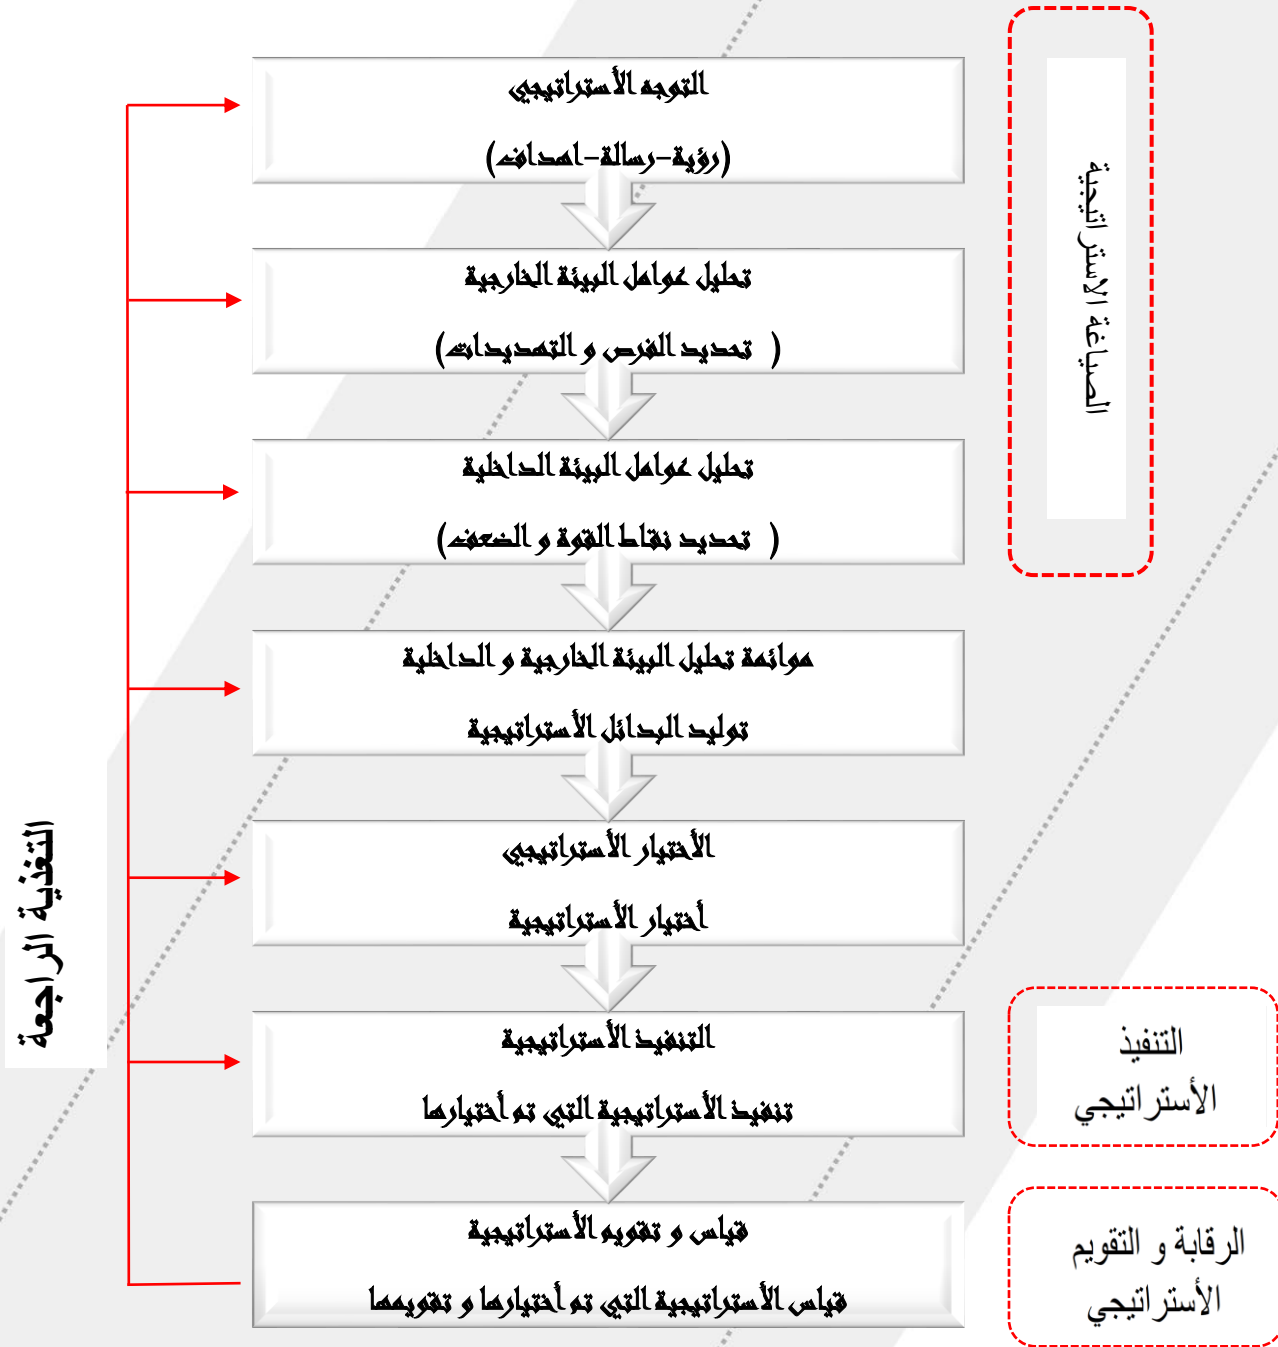 التوجه الأستراتيجي
(رؤية-رسالة-اهداف)
تحليل عوامل البيئة الخارجية
( تحديد الفرص و التهديدات)
تحليل عوامل البيئة الداخلية
( تحديد نقاط القوة و الضعف)
موائمة تحليل البيئة الخارجية و الداخلية
توليد البدائل الأستراتيجية
الأختيار الأستراتيجي
أختيار الأستراتيجية
التنفيذ الأستراتيجية
تنفيذ الأستراتيجية التي تم أختيارها
قياس و تقويم الأستراتيجية
قياس الأستراتيجية التي تم أختيارها و تقويمها
الصياغة الإستراتيجية
التنفيذ
الأستراتيجي
الرقابة و التقويم
الأستراتيجي
التغذية الراجعة